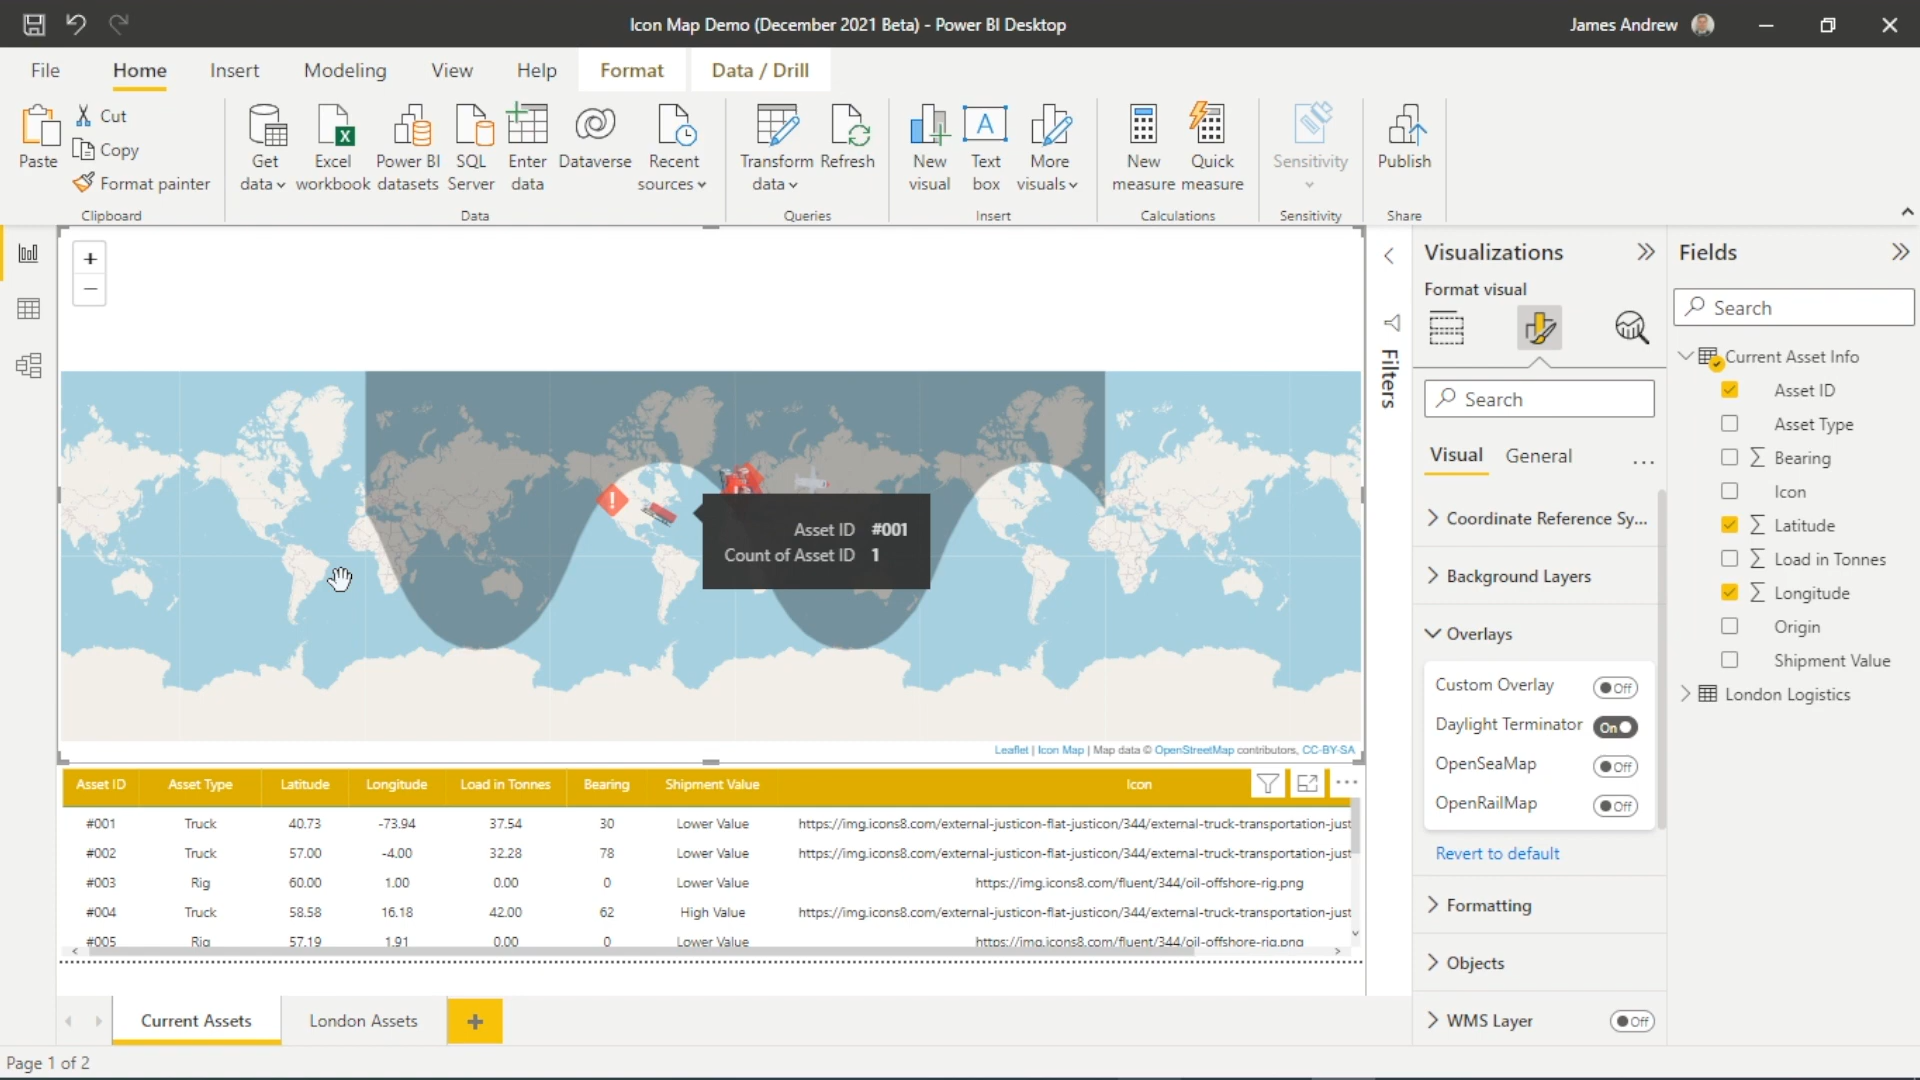 Icon Map Demo (December 2021 Beta) - Power BI Desktop
James Andrew
File Home Insert Modeling View Help Format Data / Drill
Paste
Cut
Copy
Format painter
Clipboard
Get data
Excel workbook
Power BI datasets
SQL Server
Enter data
Dataverse
Recent sources
Data
Transform data
Refresh
Queries
New visual
Text box
More visuals
Insert
New measure
Quick measure
Calculations
Sensitivity
Sensitivity
Publish
Share
+
−
Asset ID #001
Count of Asset ID 1
Leaflet | Icon Map | Map data © OpenStreetMap contributors, CC-BY-SA
Asset ID Asset Type Latitude Longitude Load in Tonnes Bearing Shipment Value Icon
#001 Truck 40.73 -73.94 37.54 30 Lower Value https://img.icons8.com/external-justicon-flat-justicon/344/external-truck-transportation-just
#002 Truck 57.00 -4.00 32.28 78 Lower Value https://img.icons8.com/external-justicon-flat-justicon/344/external-truck-transportation-just
#003 Rig 60.00 1.00 0.00 0 Lower Value https://img.icons8.com/fluent/344/oil-offshore-rig.png
#004 Truck 58.58 16.18 42.00 62 High Value https://img.icons8.com/external-justicon-flat-justicon/344/external-truck-transportation-just
#005 Rig 57.19 1.91 0.00 0 Lower Value https://img.icons8.com/fluent/344/oil-offshore-rig.png
Current Assets London Assets +
Page 1 of 2
Filters
Visualizations
Format visual
Search
Visual General ...
Coordinate Reference Sy...
Background Layers
Overlays
Custom Overlay Off
Daylight Terminator On
OpenSeaMap Off
OpenRailMap Off
Revert to default
Formatting
Objects
WMS Layer Off
Fields
Search
Current Asset Info
Asset ID
Asset Type
Bearing
Icon
Latitude
Load in Tonnes
Longitude
Origin
Shipment Value
London Logistics